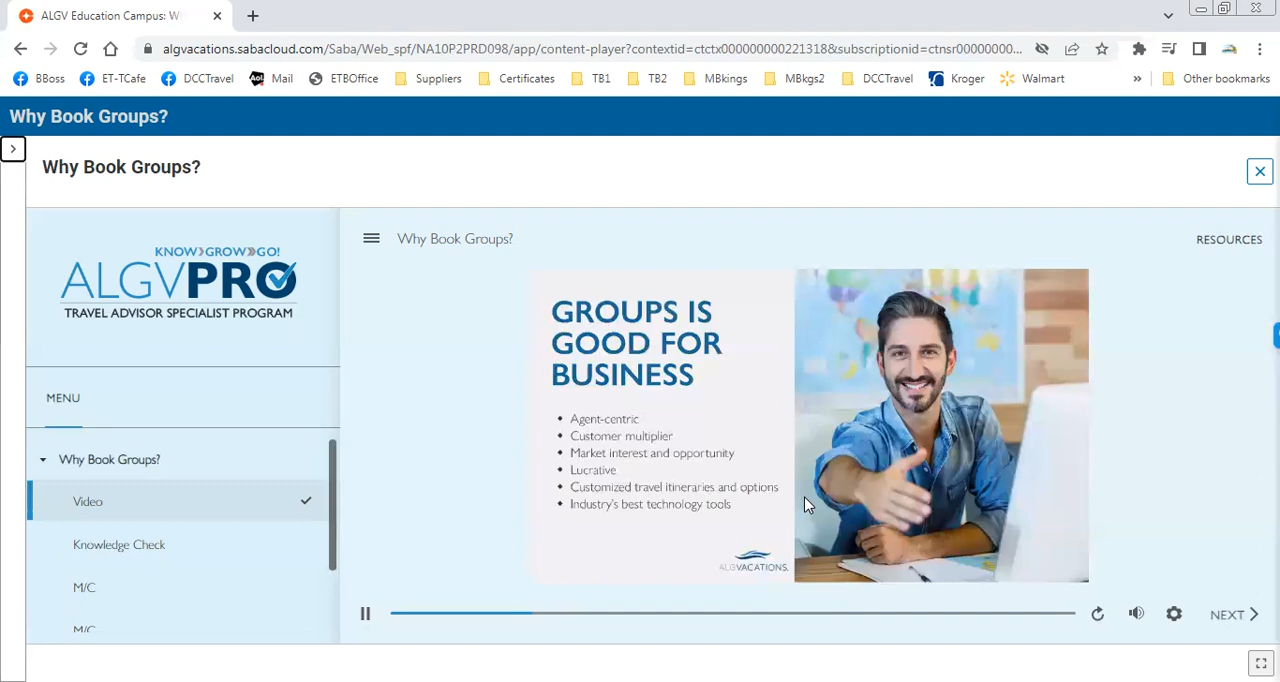 ALGV Education Campus: W
algvacations.sabacloud.com/Saba/Web_spf/NA10P2PRD098/app/content-player?contextid=ctctx000000000221318&subscriptionid=ctnsr00000000...
BBoss ET-TCafe DCCTravel Aol. Mail ETBOffice Suppliers Certificates TB1 TB2 MBkings MBkgs2 DCCTravel Kroger Walmart » Other bookmarks
Why Book Groups?
Why Book Groups?
KNOW»GROW»GO!
ALGVPRO
TRAVEL ADVISOR SPECIALIST PROGRAM
MENU
Why Book Groups?
Video
Knowledge Check
M/C
M/C
Why Book Groups?
RESOURCES
GROUPS IS
GOOD FOR
BUSINESS
• Agent-centric
• Customer multiplier
• Market interest and opportunity
• Lucrative
• Customized travel itineraries and options
• Industry's best technology tools
ALGVACATIONS.
NEXT